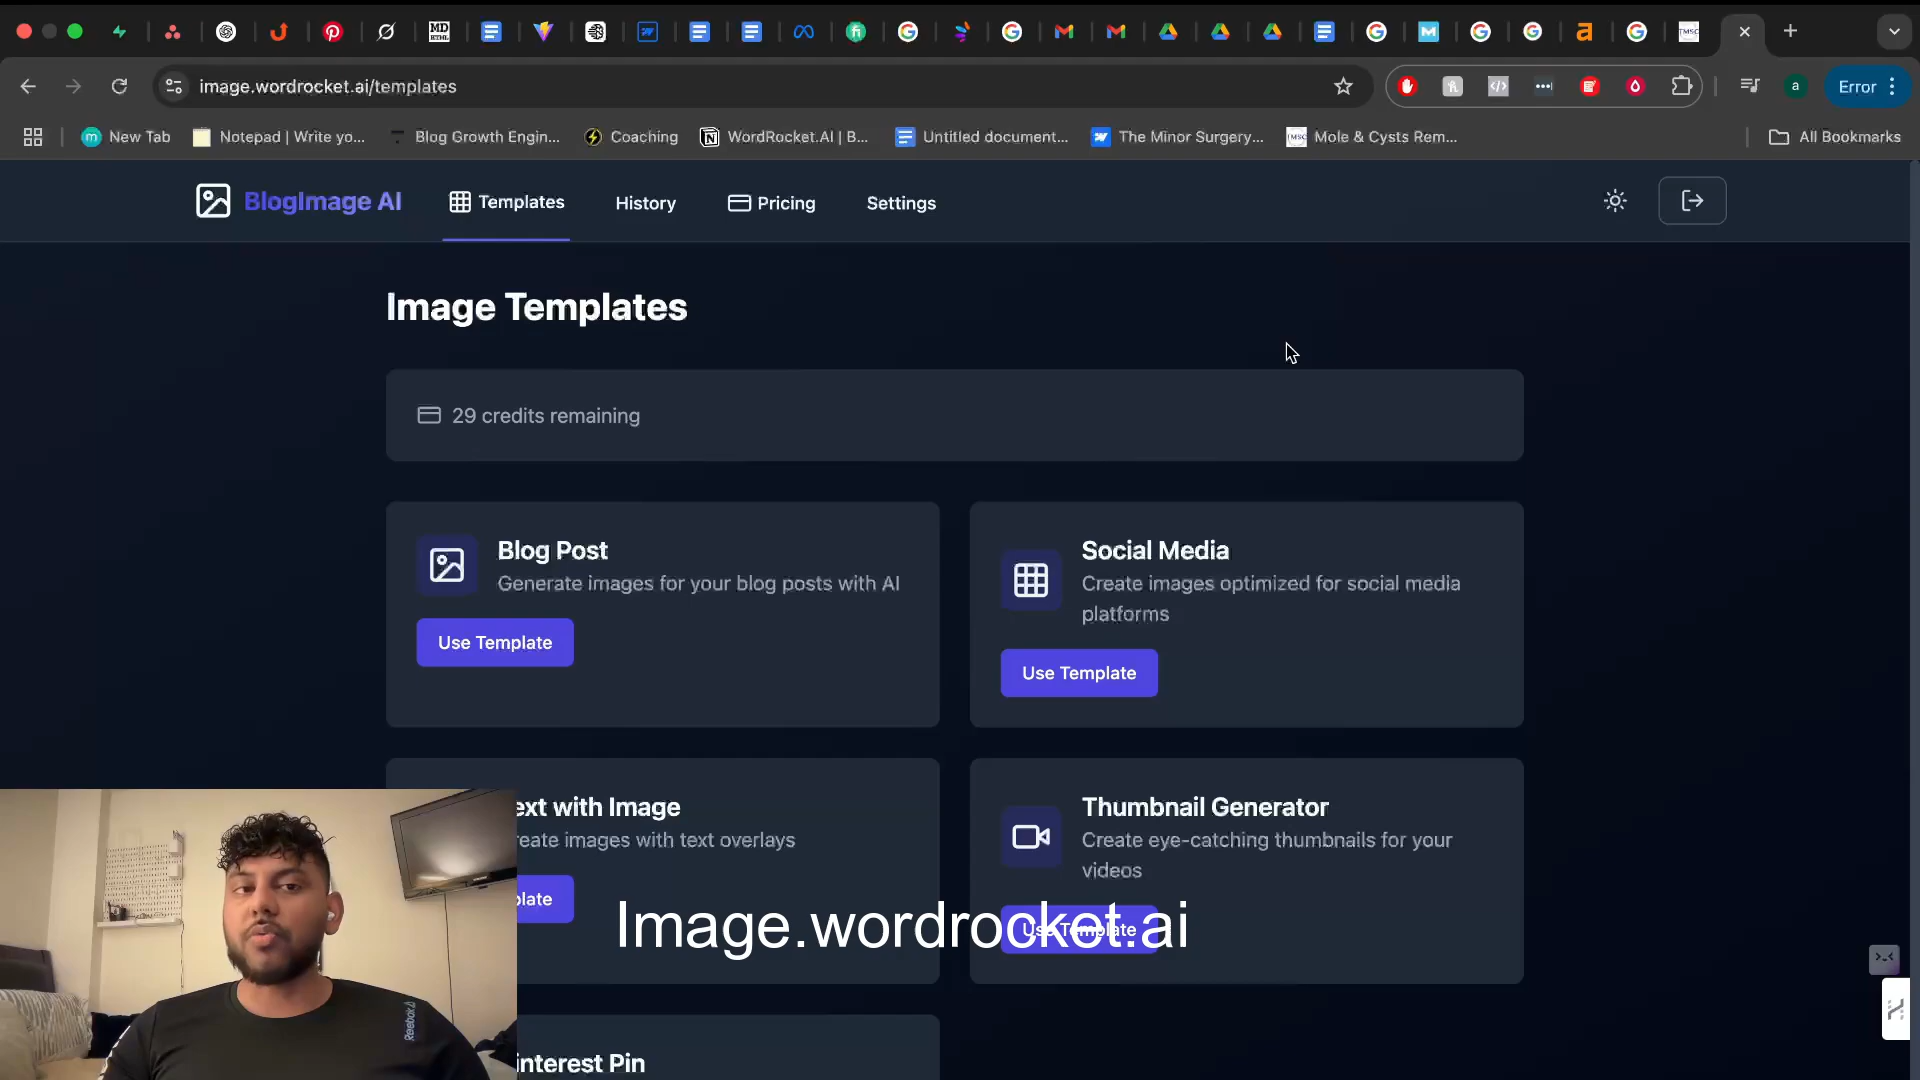 image.wordrocket.ai/templates
Error
New Tab
Notepad | Write yo...
Blog Growth Engin...
Coaching
WordRocket.AI | B...
Untitled document...
The Minor Surgery...
Mole & Cysts Rem...
All Bookmarks
BlogImage AI
Templates
History
Pricing
Settings
Image Templates
29 credits remaining
Blog Post
Generate images for your blog posts with AI
Use Template
Social Media
Create images optimized for social media
platforms
Use Template
ext with Image
reate images with text overlays
plate
Thumbnail Generator
Create eye-catching thumbnails for your
videos
Use Template
Image.wordrocket.ai
interest Pin
Reebok